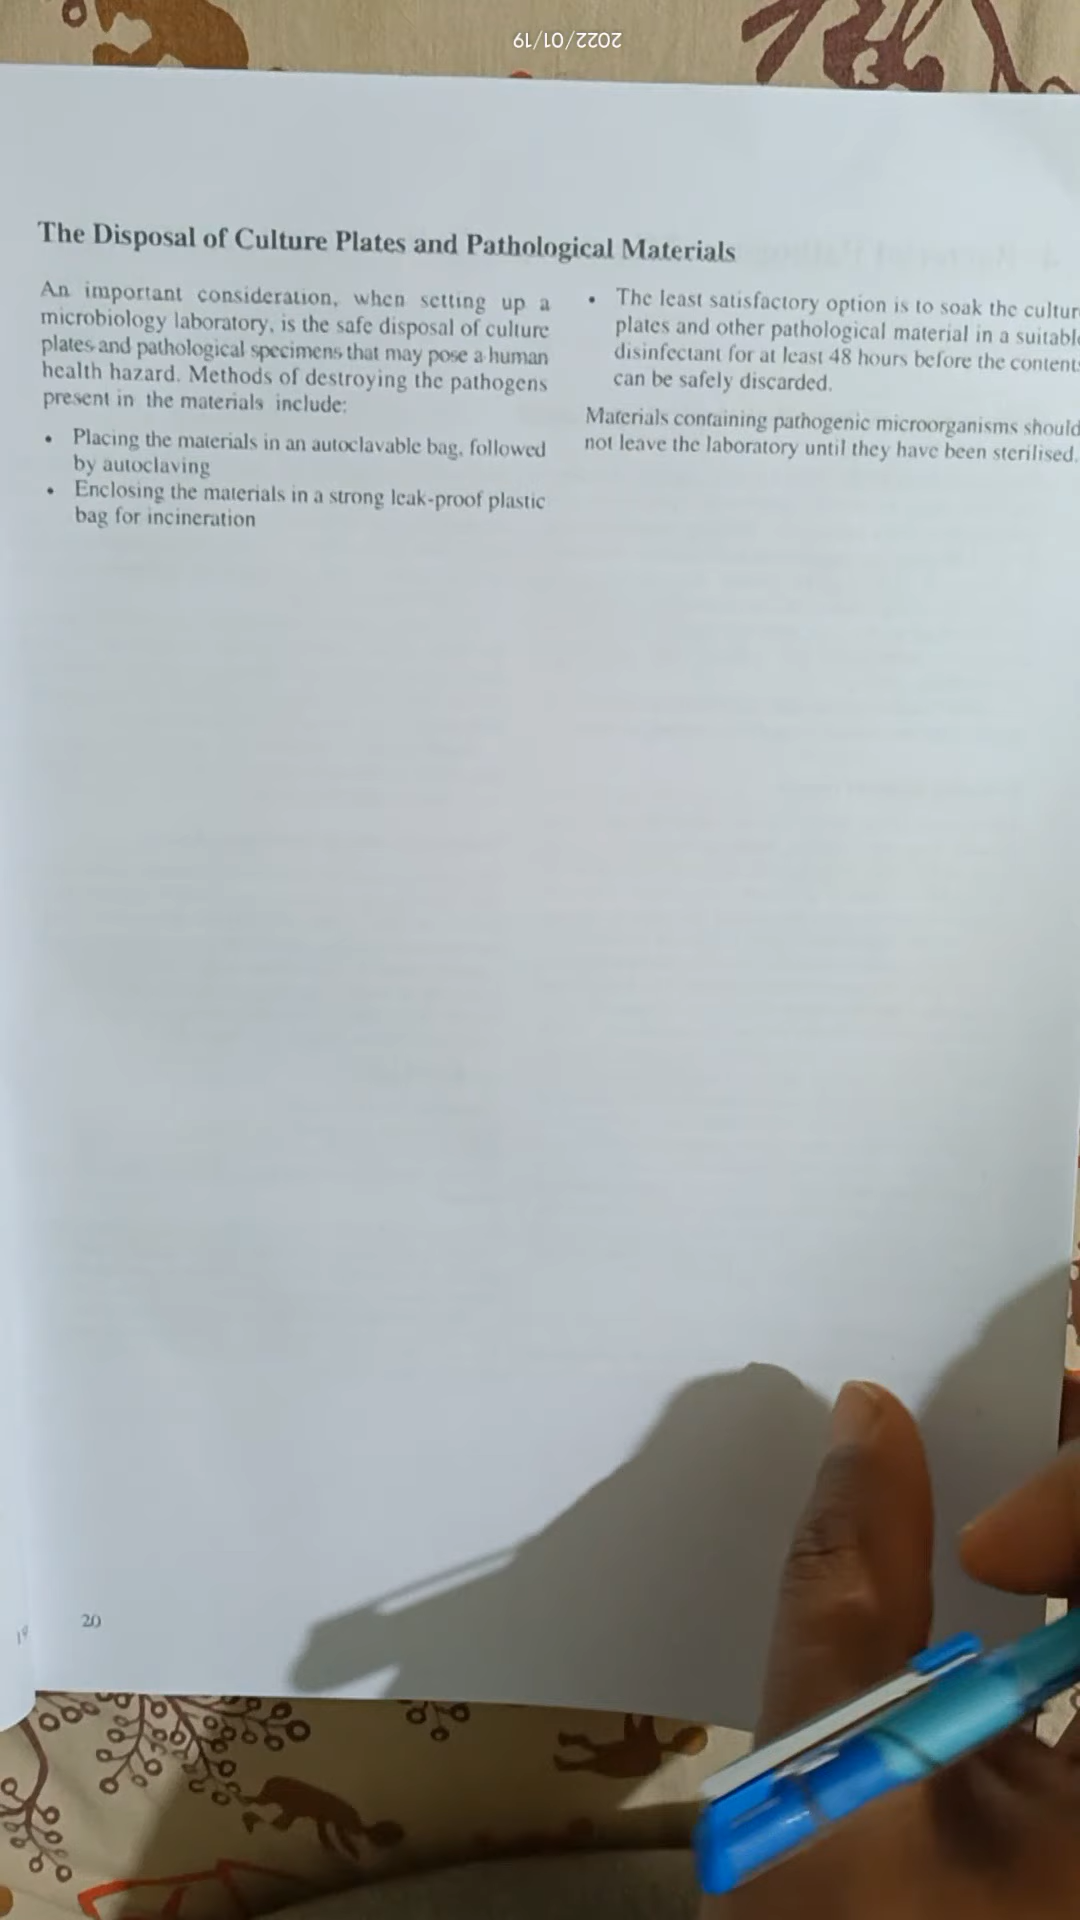 2022/01/19
The Disposal of Culture Plates and Pathological Materials
An important consideration, when setting up a
microbiology laboratory, is the safe disposal of culture
plates and pathological specimens that may pose a human
health hazard. Methods of destroying the pathogens
present in the materials include:
• Placing the materials in an autoclavable bag, followed
by autoclaving
• Enclosing the materials in a strong leak-proof plastic
bag for incineration
• The least satisfactory option is to soak the cultur
plates and other pathological material in a suitabl
disinfectant for at least 48 hours before the content
can be safely discarded.
Materials containing pathogenic microorganisms should
not leave the laboratory until they have been sterilised.
20
19